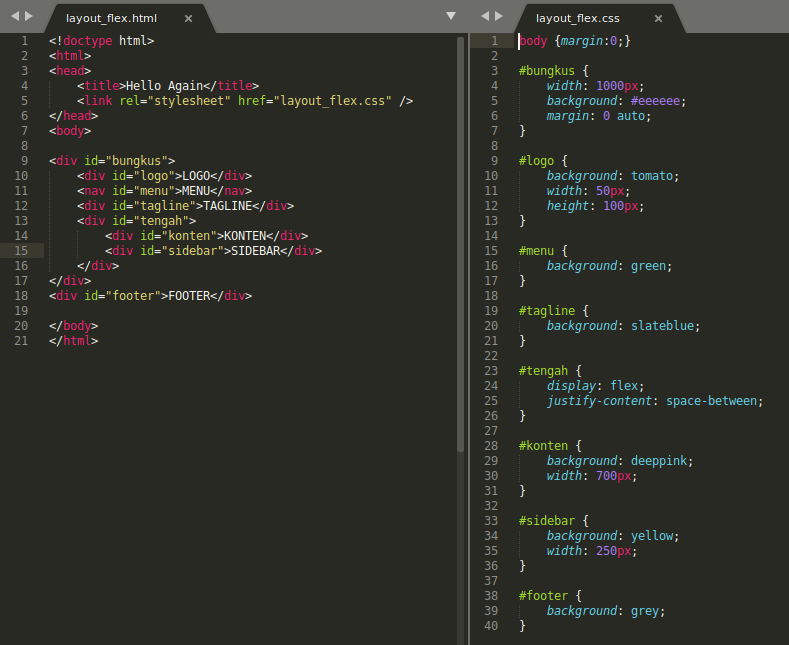 layout_flex.html ×
1 <!doctype html>
2 <html>
3 <head>
4     <title>Hello Again</title>
5     <link rel="stylesheet" href="layout_flex.css" />
6 </head>
7 <body>
8
9 <div id="bungkus">
10     <div id="logo">LOGO</div>
11     <nav id="menu">MENU</nav>
12     <div id="tagline">TAGLINE</div>
13     <div id="tengah">
14         <div id="konten">KONTEN</div>
15         <div id="sidebar">SIDEBAR</div>
16     </div>
17 </div>
18 <div id="footer">FOOTER</div>
19
20 </body>
21 </html>
layout_flex.css ×
1 body {margin:0;}
2
3 #bungkus {
4     width: 1000px;
5     background: #eeeeee;
6     margin: 0 auto;
7 }
8
9 #logo {
10     background: tomato;
11     width: 50px;
12     height: 100px;
13 }
14
15 #menu {
16     background: green;
17 }
18
19 #tagline {
20     background: slateblue;
21 }
22
23 #tengah {
24     display: flex;
25     justify-content: space-between;
26 }
27
28 #konten {
29     background: deeppink;
30     width: 700px;
31 }
32
33 #sidebar {
34     background: yellow;
35     width: 250px;
36 }
37
38 #footer {
39     background: grey;
40 }